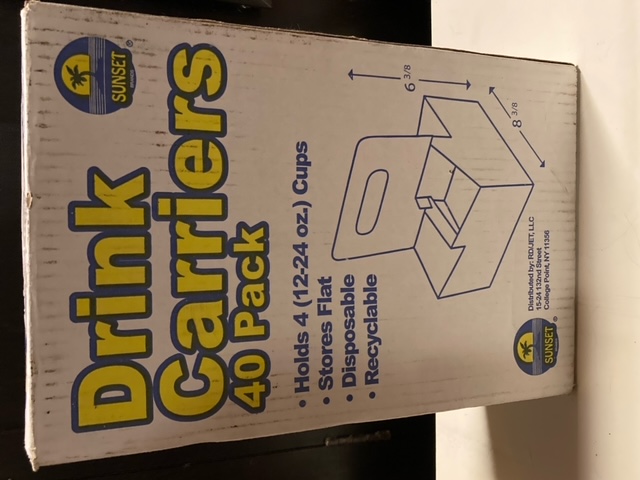 SUNSET
®
Drink
Carriers
40 Pack
• Holds 4 (12-24 oz.) Cups
• Stores Flat
• Disposable
• Recyclable
6 3/8
8 3/8
Distributed by: RDJET, LLC
15-24 132nd Street
College Point, NY 11356
SUNSET
®